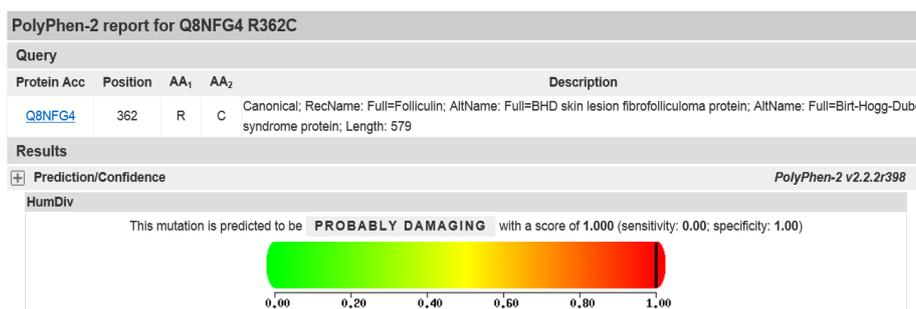 PolyPhen-2 report for Q8NFG4 R362C
Query
Protein Acc Position AA1 AA2 Description
Q8NFG4 362 R C Canonical; RecName: Full=Folliculin; AltName: Full=BHD skin lesion fibrofolliculoma protein; AltName: Full=Birt-Hogg-Dub
syndrome protein; Length: 579
Results
+ Prediction/Confidence PolyPhen-2 v2.2.2r398
HumDiv
This mutation is predicted to be PROBABLY DAMAGING with a score of 1.000 (sensitivity: 0.00; specificity: 1.00)
0.00 0.20 0.40 0.60 0.80 1.00